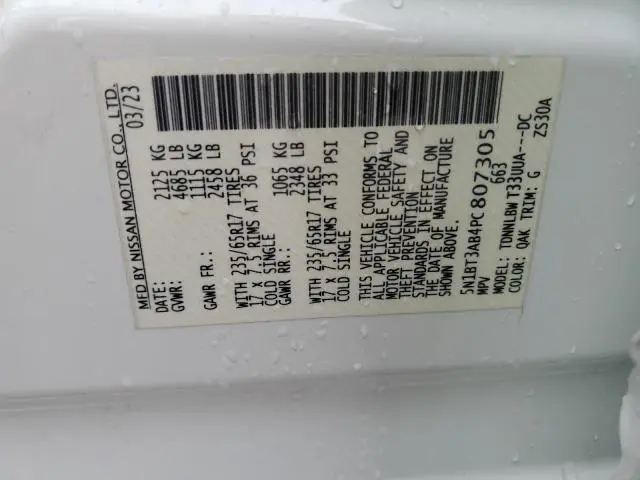 MFD BY NISSAN MOTOR CO., LTD.
DATE: 03/23
GVWR: 2125 KG
4685 LB
GAWR FR.: 1115 KG
2458 LB
WITH 235/65R17 TIRES
17 x 7.5 RIMS AT 36 PSI
COLD SINGLE
GAWR RR.: 1065 KG
2348 LB
WITH 235/65R17 TIRES
17 x 7.5 RIMS AT 33 PSI
COLD SINGLE
THIS VEHICLE CONFORMS TO
ALL APPLICABLE FEDERAL
MOTOR VEHICLE SAFETY AND
THEFT PREVENTION
STANDARDS IN EFFECT ON
THE DATE OF MANUFACTURE
SHOWN ABOVE.
5N1BT3AB4PC807305
MPV 663
MODEL: TDWNLBW T33UUA---DC
COLOR: QAK TRIM: G ZS30A